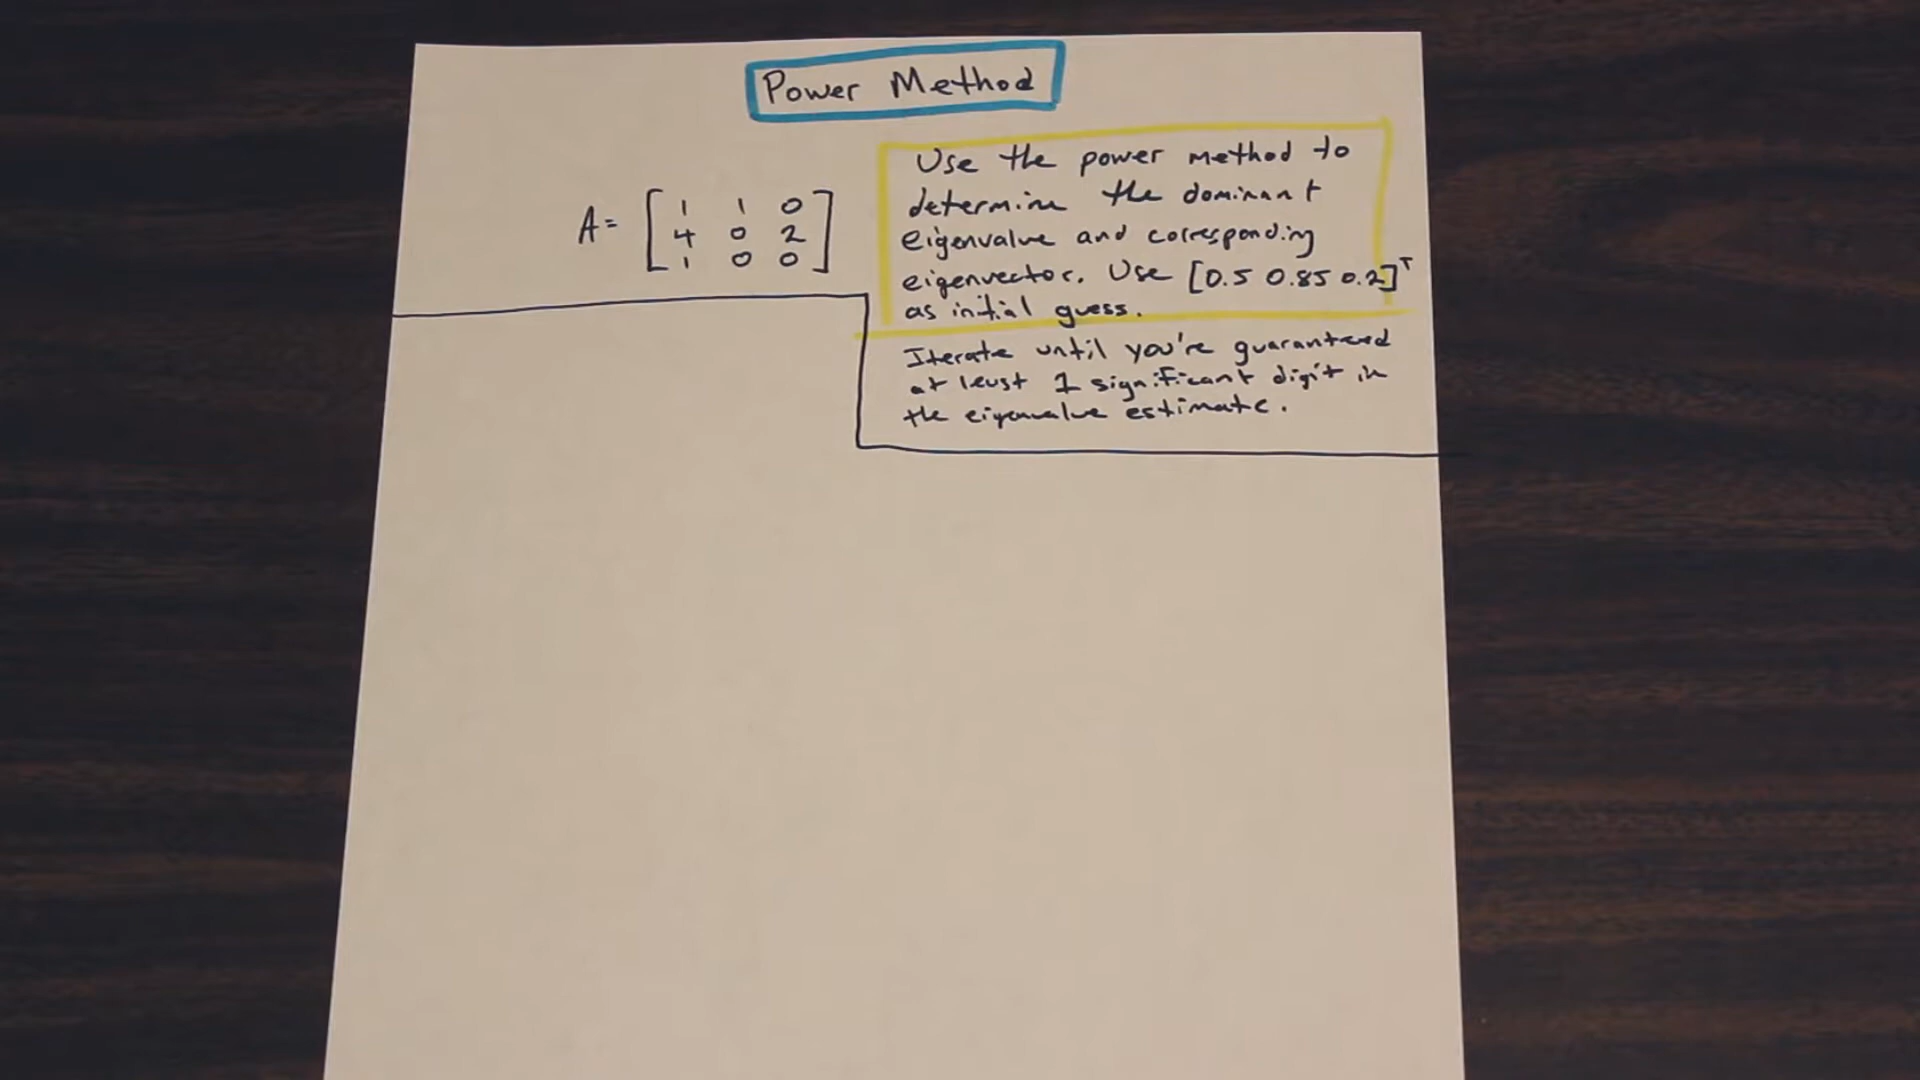 Power Method
A= [1 1 0
4 0 2
1 0 0]
Use the power method to
determine the dominant
eigenvalue and corresponding
eigenvector. Use [0.5 0.85 0.2]ᵀ
as initial guess.
Iterate until you're guaranteed
at least 1 significant digit in
the eigenvalue estimate.